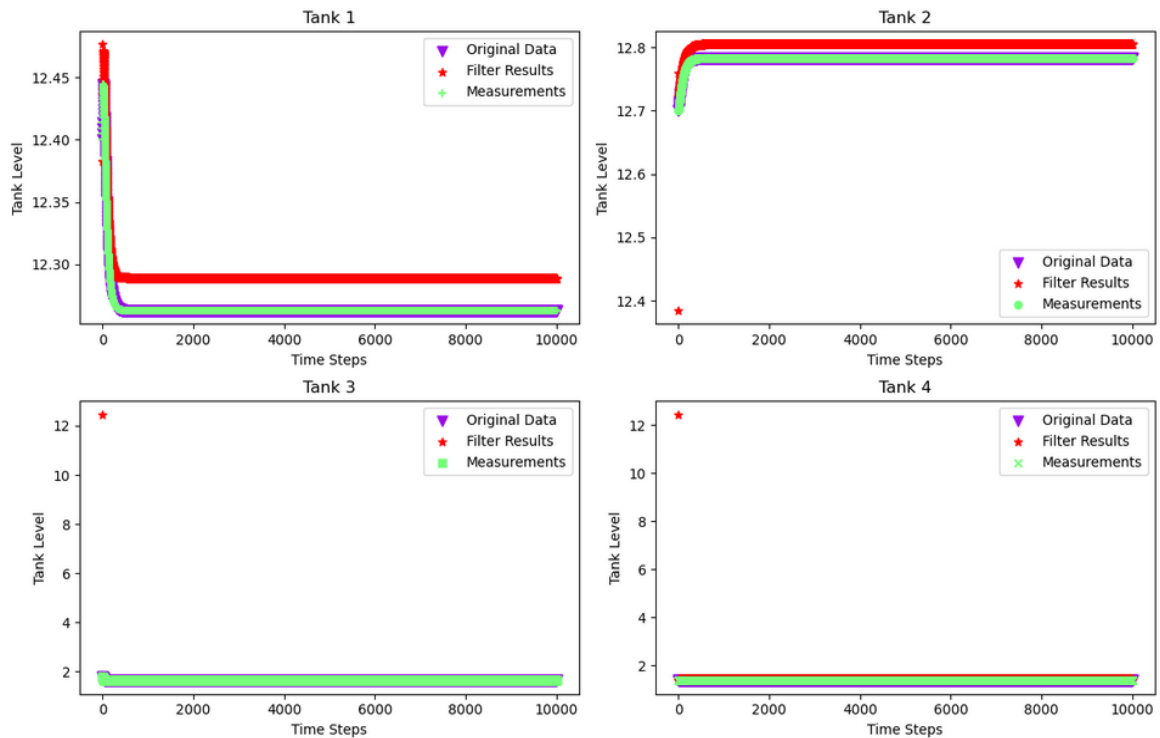 Tank 1
Tank Level
12.45
12.40
12.35
12.30
Original Data
Filter Results
Measurements
0 2000 4000 6000 8000 10000
Time Steps
Tank 2
Tank Level
12.8
12.7
12.6
12.5
12.4
Original Data
Filter Results
Measurements
0 2000 4000 6000 8000 10000
Time Steps
Tank 3
Tank Level
12
10
8
6
4
2
Original Data
Filter Results
Measurements
0 2000 4000 6000 8000 10000
Time Steps
Tank 4
Tank Level
12
10
8
6
4
2
Original Data
Filter Results
Measurements
0 2000 4000 6000 8000 10000
Time Steps